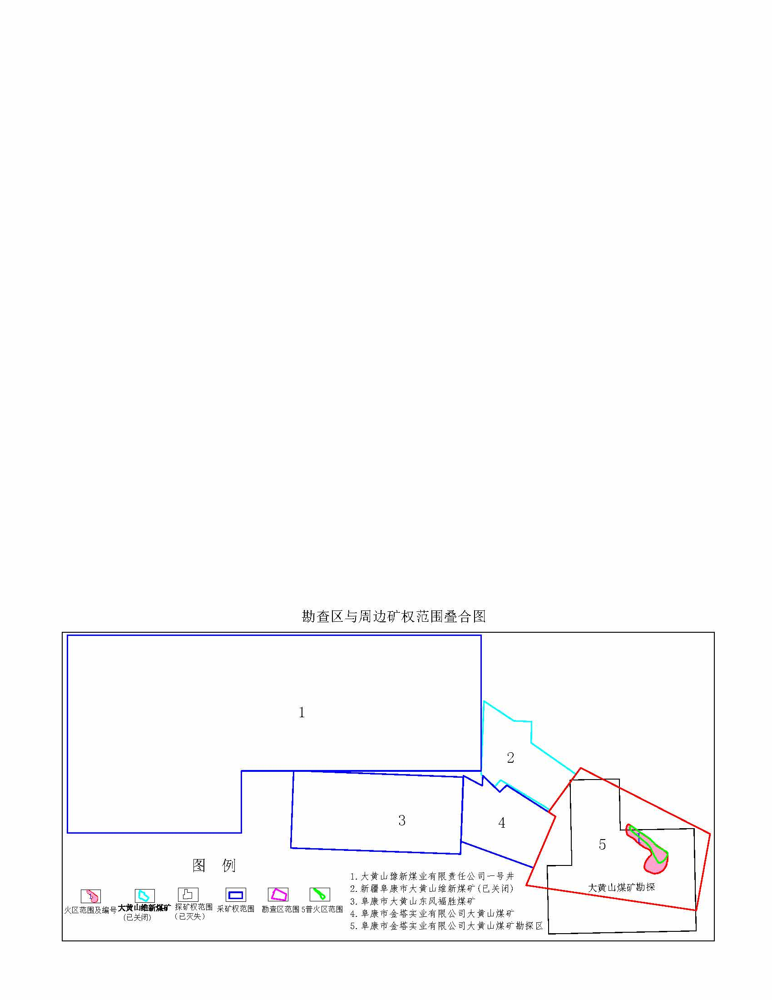 勘查区与周边矿权范围叠合图
1
2
3
4
5
大黄山煤矿勘探
图 例
火区范围及编号
大黄山维新煤矿
(已关闭)
探矿权范围
(已灭失)
采矿权范围
勘查区范围
5普火区范围
1.大黄山豫新煤业有限责任公司一号井
2.新疆阜康市大黄山维新煤矿(已关闭)
3.阜康市大黄山东风福胜煤矿
4.阜康市金塔实业有限公司大黄山煤矿
5.阜康市金塔实业有限公司大黄山煤矿勘探区